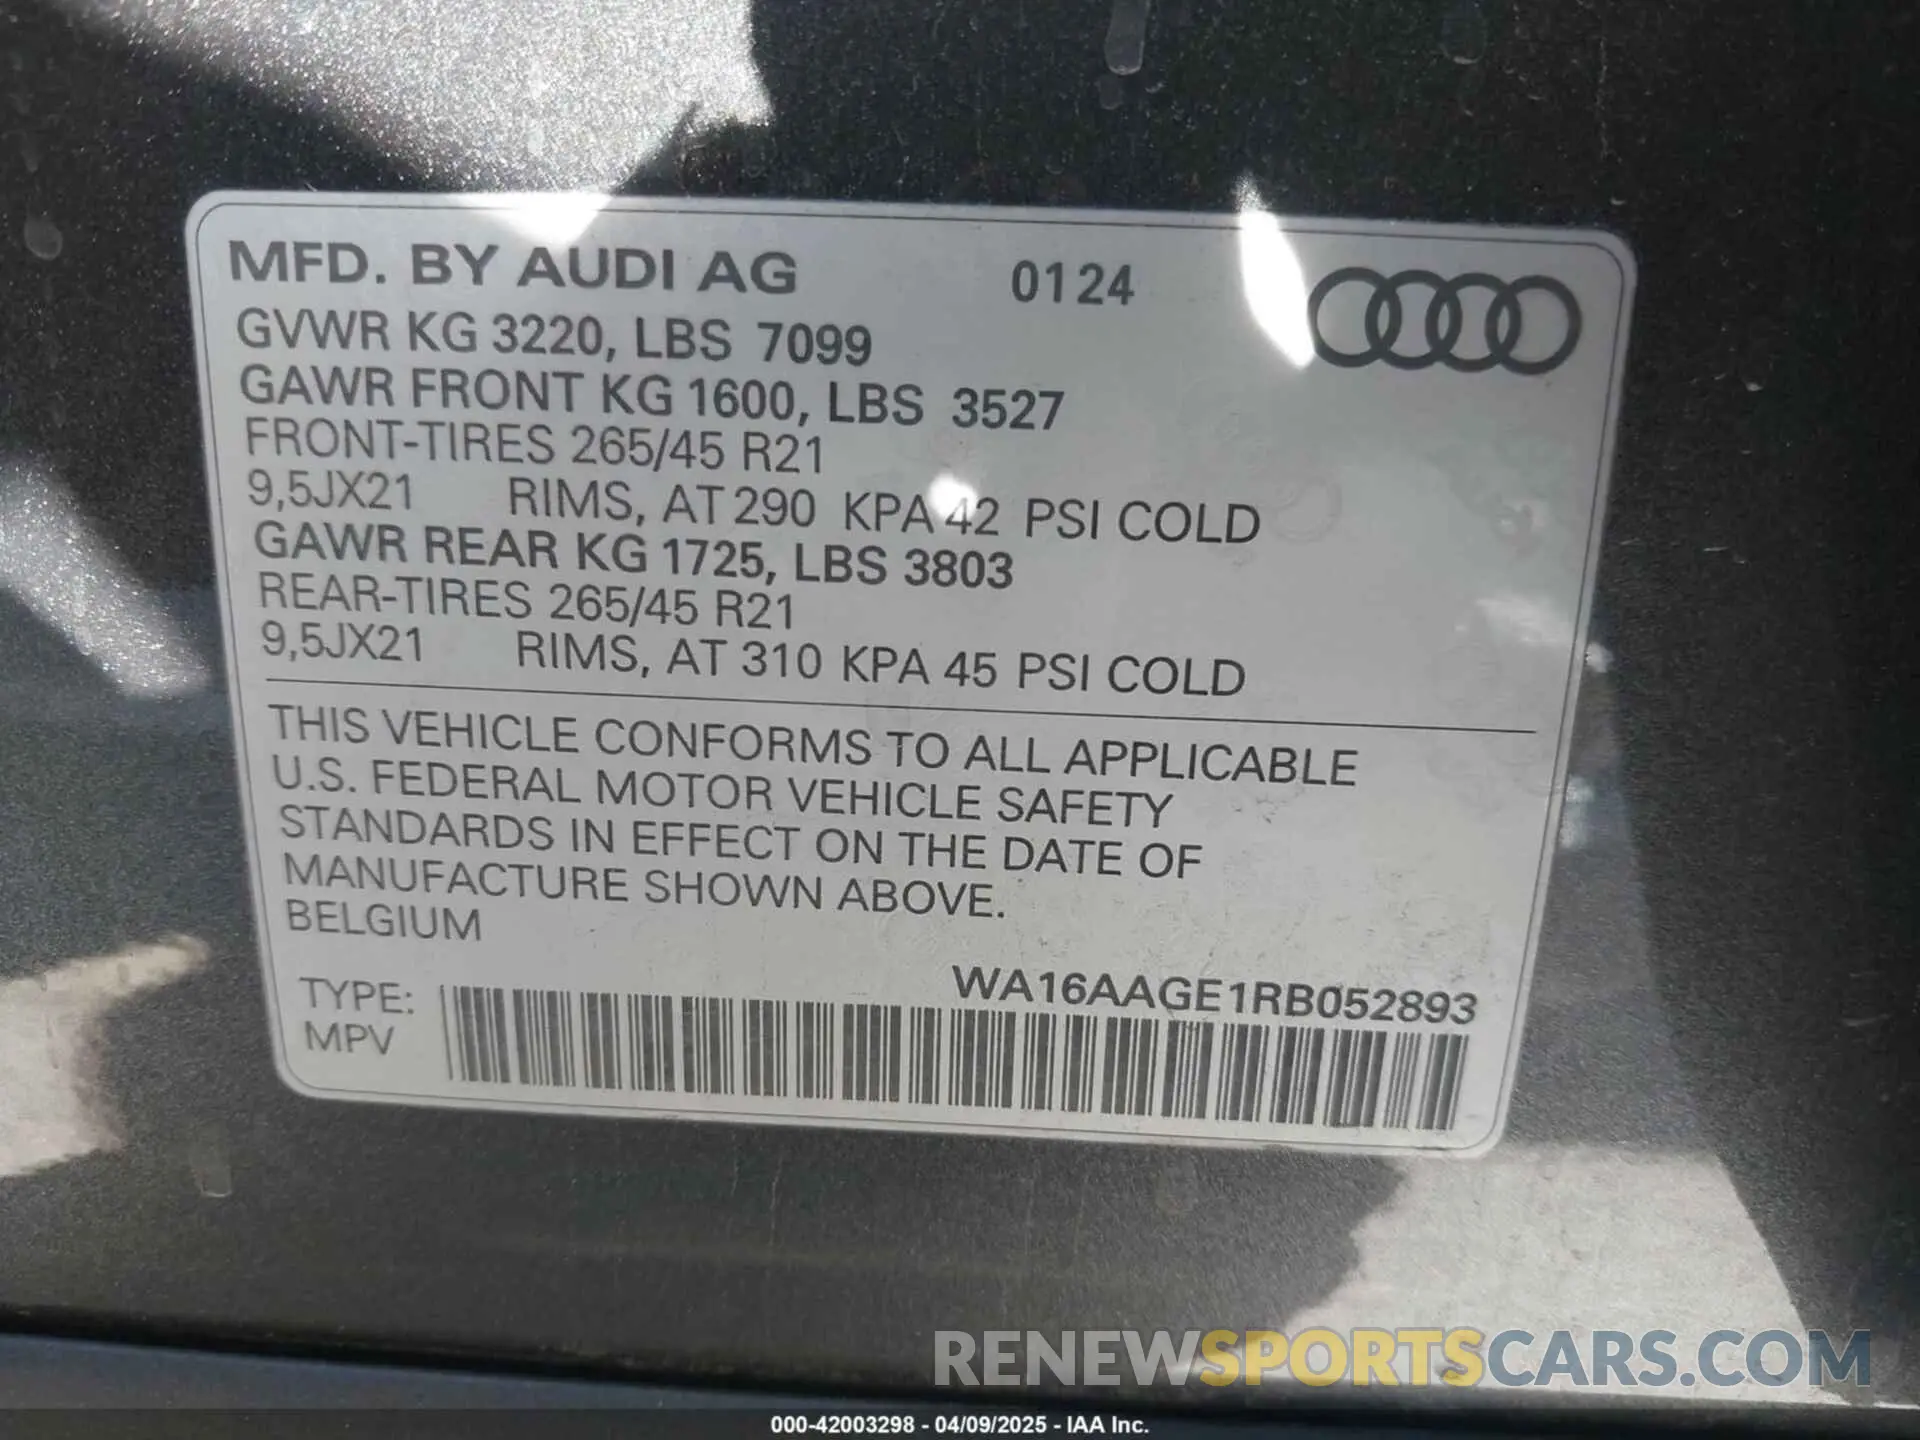 MFD. BY AUDI AG 0124
GVWR KG 3220, LBS 7099
GAWR FRONT KG 1600, LBS 3527
FRONT-TIRES 265/45 R21
9,5JX21 RIMS, AT 290 KPA 42 PSI COLD
GAWR REAR KG 1725, LBS 3803
REAR-TIRES 265/45 R21
9,5JX21 RIMS, AT 310 KPA 45 PSI COLD
THIS VEHICLE CONFORMS TO ALL APPLICABLE
U.S. FEDERAL MOTOR VEHICLE SAFETY
STANDARDS IN EFFECT ON THE DATE OF
MANUFACTURE SHOWN ABOVE.
BELGIUM
WA16AAGE1RB052893
TYPE:
MPV
RENEWSPORTSCARS.COM
000-42003298 - 04/09/2025 - IAA Inc.